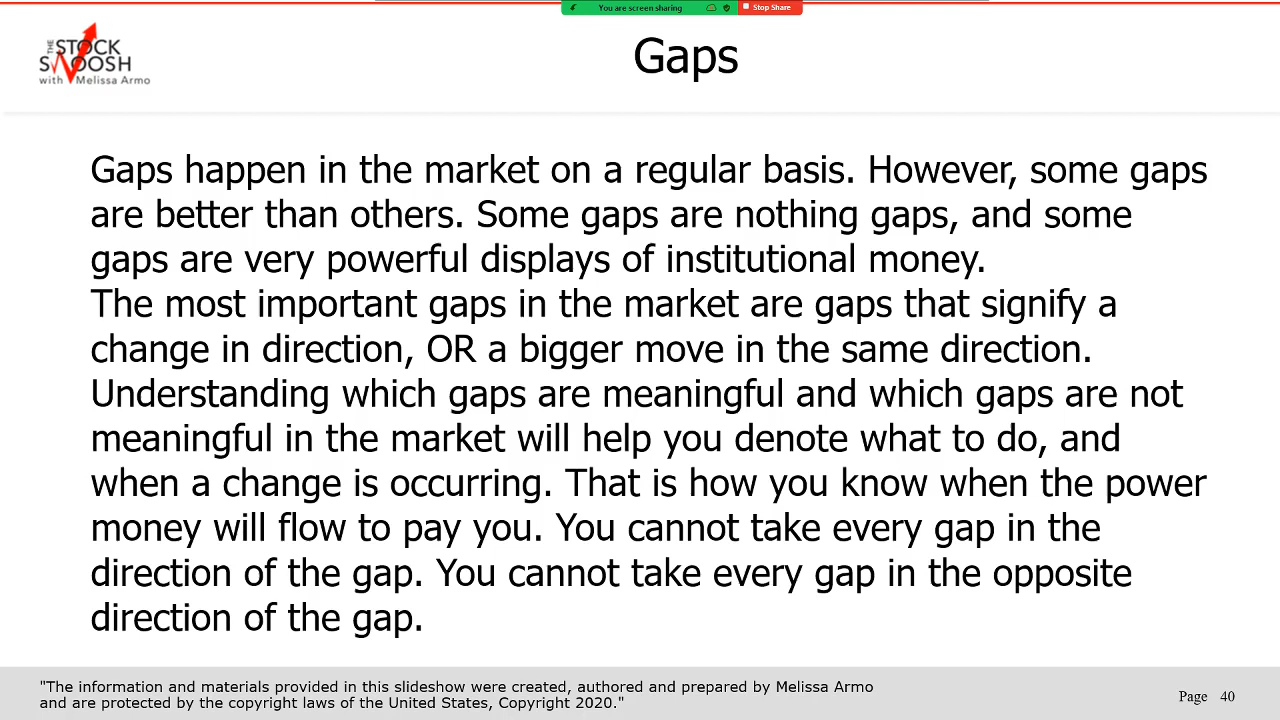 You are screen sharing
Stop Share
THE
STOCK
SWOOSH
with Melissa Armo
Gaps
Gaps happen in the market on a regular basis. However, some gaps
are better than others. Some gaps are nothing gaps, and some
gaps are very powerful displays of institutional money.
The most important gaps in the market are gaps that signify a
change in direction, OR a bigger move in the same direction.
Understanding which gaps are meaningful and which gaps are not
meaningful in the market will help you denote what to do, and
when a change is occurring. That is how you know when the power
money will flow to pay you. You cannot take every gap in the
direction of the gap. You cannot take every gap in the opposite
direction of the gap.
"The information and materials provided in this slideshow were created, authored and prepared by Melissa Armo
and are protected by the copyright laws of the United States, Copyright 2020."
Page 40